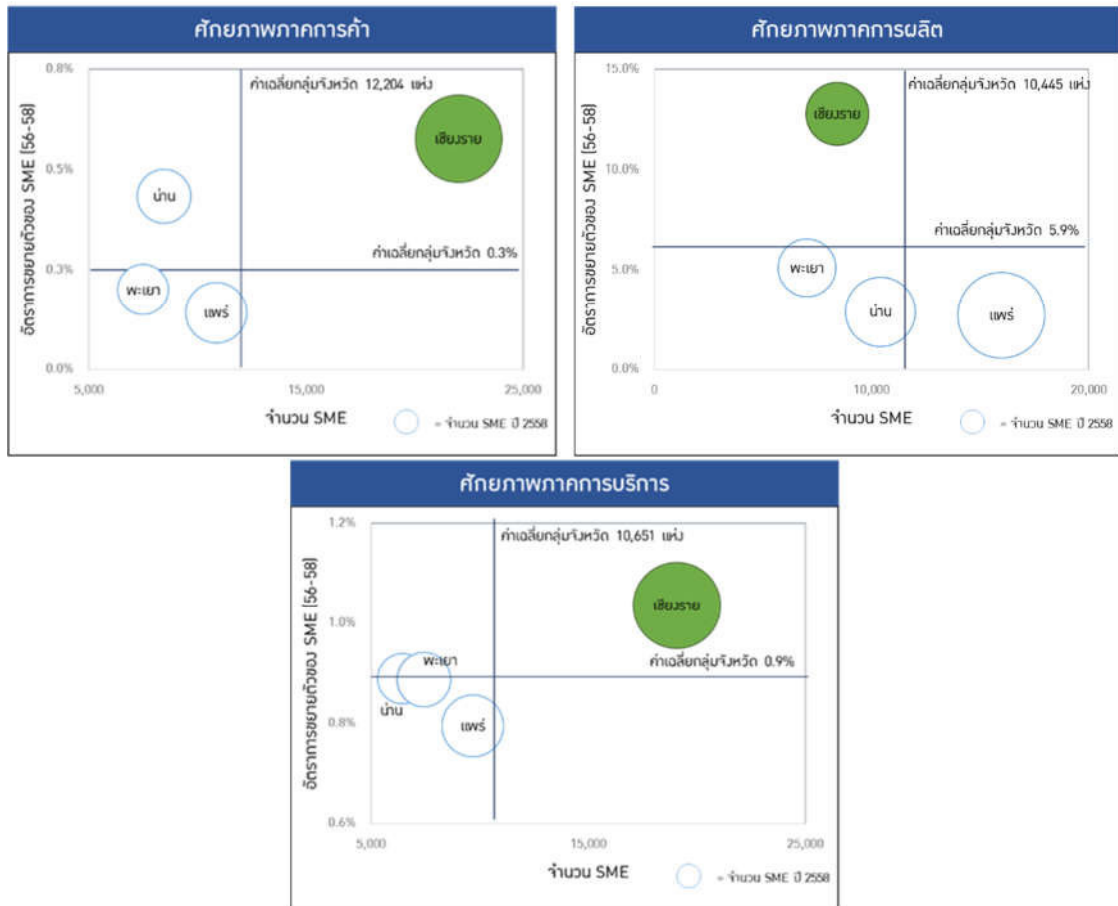 ศักยภาพภาคการค้า
อัตราการขยายตัวของ SME (56-58)
0.8%
0.5%
0.3%
0.0%
ค่าเฉลี่ยกลุ่มจังหวัด 12,204 แห่ง
เชียงราย
น่าน
ค่าเฉลี่ยกลุ่มจังหวัด 0.3%
พะเยา
แพร่
5,000 15,000 25,000
จำนวน SME
= จำนวน SME ปี 2558
ศักยภาพภาคการผลิต
อัตราการขยายตัวของ SME (56-58)
15.0%
10.0%
5.0%
0.0%
ค่าเฉลี่ยกลุ่มจังหวัด 10,445 แห่ง
เชียงราย
ค่าเฉลี่ยกลุ่มจังหวัด 5.9%
พะเยา
น่าน
แพร่
0 10,000 20,000
จำนวน SME
= จำนวน SME ปี 2558
ศักยภาพภาคการบริการ
อัตราการขยายตัวของ SME (56-58)
1.2%
1.0%
0.8%
0.6%
ค่าเฉลี่ยกลุ่มจังหวัด 10,651 แห่ง
เชียงราย
พะเยา
ค่าเฉลี่ยกลุ่มจังหวัด 0.9%
น่าน
แพร่
5,000 15,000 25,000
จำนวน SME
= จำนวน SME ปี 2558